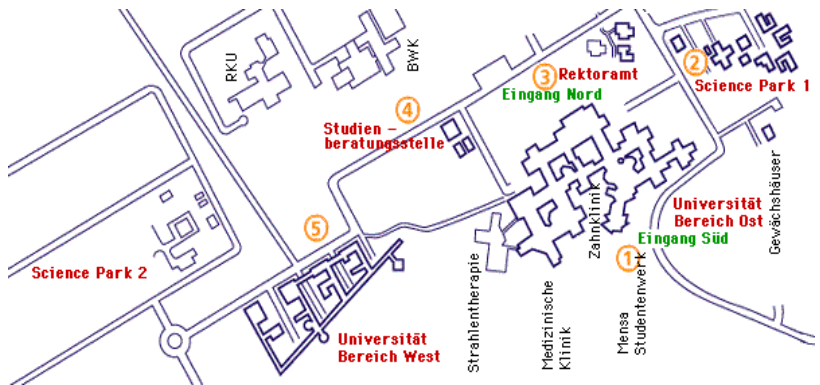 RKU
BWK
2
3
Rektoramt
Eingang Nord
Science Park 1
4
Studien –
beratungsstelle
Zahnklinik
Gewächshäuser
Universität
Bereich Ost
5
Eingang Süd
1
Science Park 2
Strahlentherapie
Medizinische
Klinik
Mensa
Studentenwerk
Universität
Bereich West